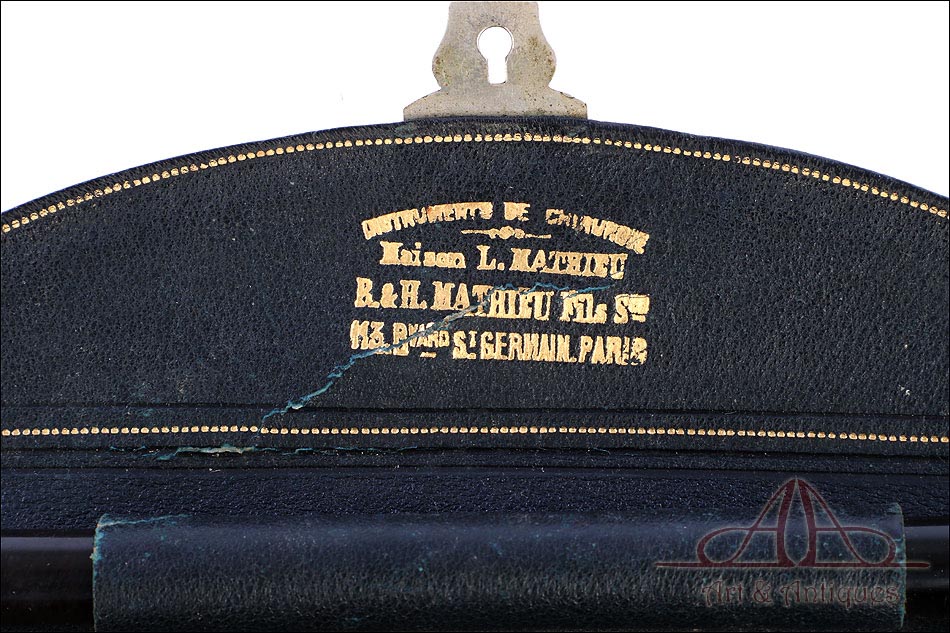 INSTRUMENTS DE CHIRURGIE
Maison L. MATHIEU
R. & H. MATHIEU Fils Srs
113, Bvard St GERMAIN. PARIS
Art & Antiques